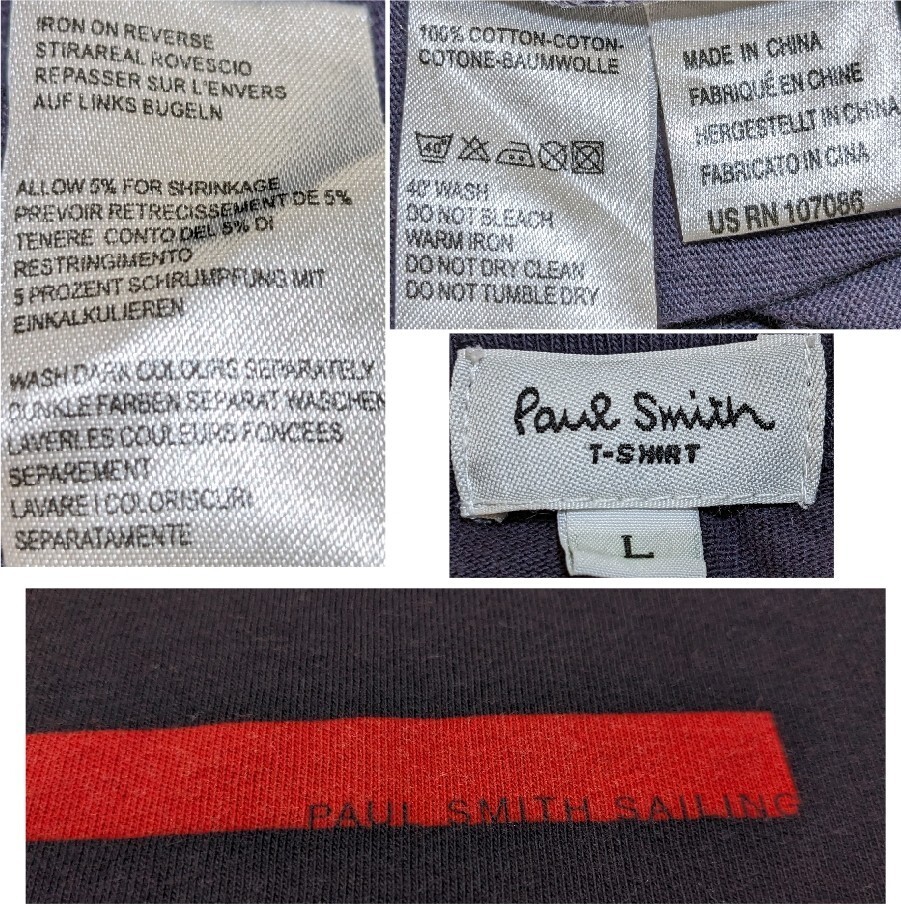 IRON ON REVERSE
STIRAREAL ROVESCIO
REPASSER SUR L'ENVERS
AUF LINKS BUGELN
ALLOW 5% FOR SHRINKAGE
PREVOIR RETRECISSEMENT DE 5%
TENERE CONTO DEL 5% DI
RESTRINGIMENTO
5 PROZENT SCHRUMPFUNG MIT
EINKALKULIEREN
WASH DARK COLOURS SEPARATELY
DUNKLE FARBEN SEPARAT WASCHEN
LAVERLES COULEURS FONCEES
SEPAREMENT
LAVARE I COLORISCURI
SEPARATAMENTE
100% COTTON-COTON-
COTONE-BAUMWOLLE
40°
40° WASH
DO NOT BLEACH
WARM IRON
DO NOT DRY CLEAN
DO NOT TUMBLE DRY
MADE IN CHINA
FABRIQUÉ EN CHINE
HERGESTELLT IN CHINA
FABRICATO IN CINA
US RN 107086
Paul Smith
T-SHIRT
L
PAUL SMITH SAILING